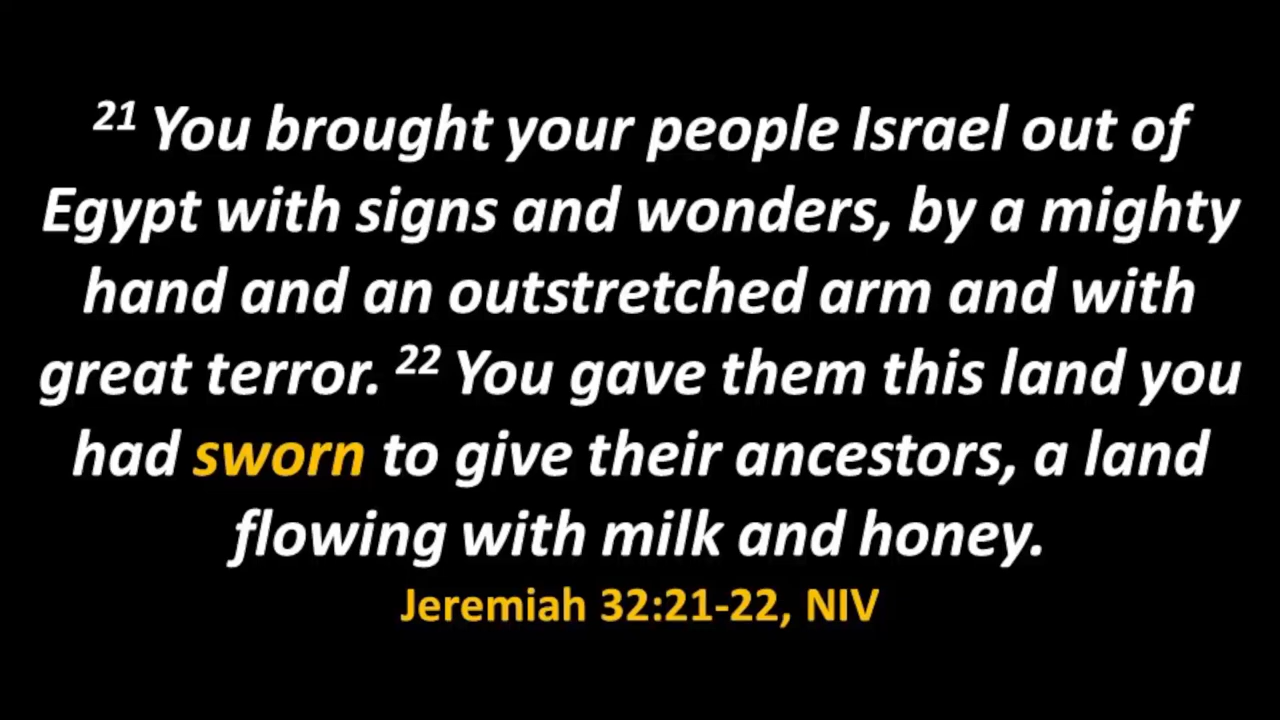 21 You brought your people Israel out of
Egypt with signs and wonders, by a mighty
hand and an outstretched arm and with
great terror. 22 You gave them this land you
had sworn to give their ancestors, a land
flowing with milk and honey.
Jeremiah 32:21-22, NIV